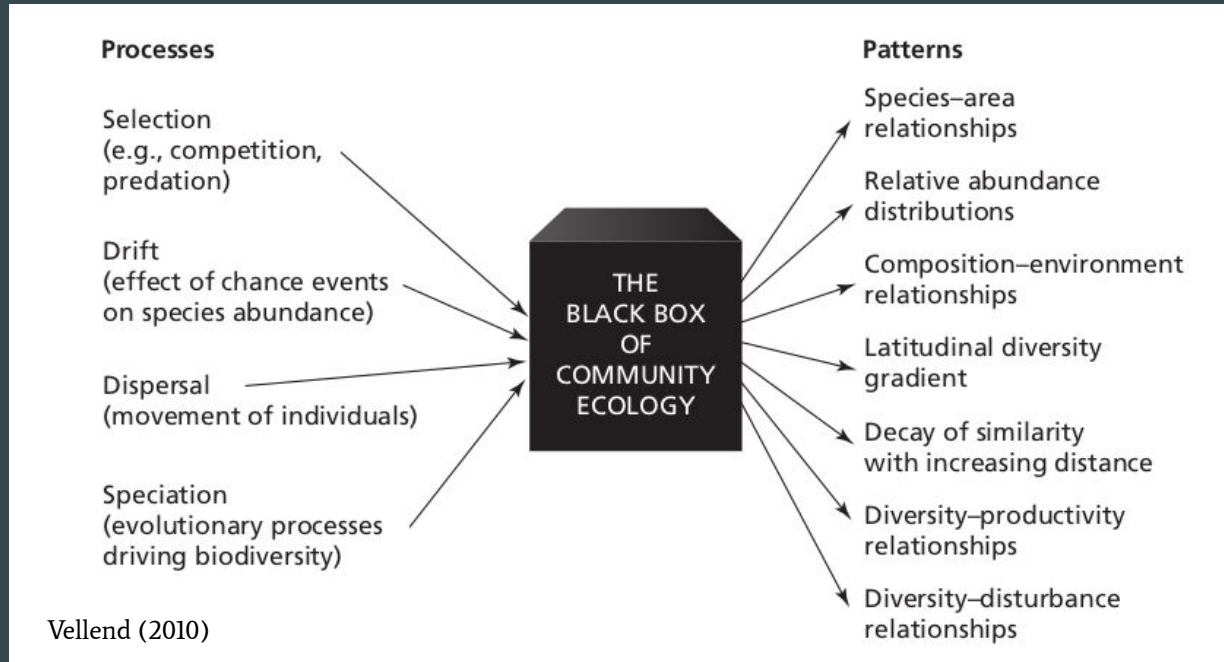 Processes
Selection
(e.g., competition,
predation)
Drift
(effect of chance events
on species abundance)
Dispersal
(movement of individuals)
Speciation
(evolutionary processes
driving biodiversity)
THE
BLACK BOX
OF
COMMUNITY
ECOLOGY
Patterns
Species–area
relationships
Relative abundance
distributions
Composition–environment
relationships
Latitudinal diversity
gradient
Decay of similarity
with increasing distance
Diversity–productivity
relationships
Diversity–disturbance
relationships
Vellend (2010)